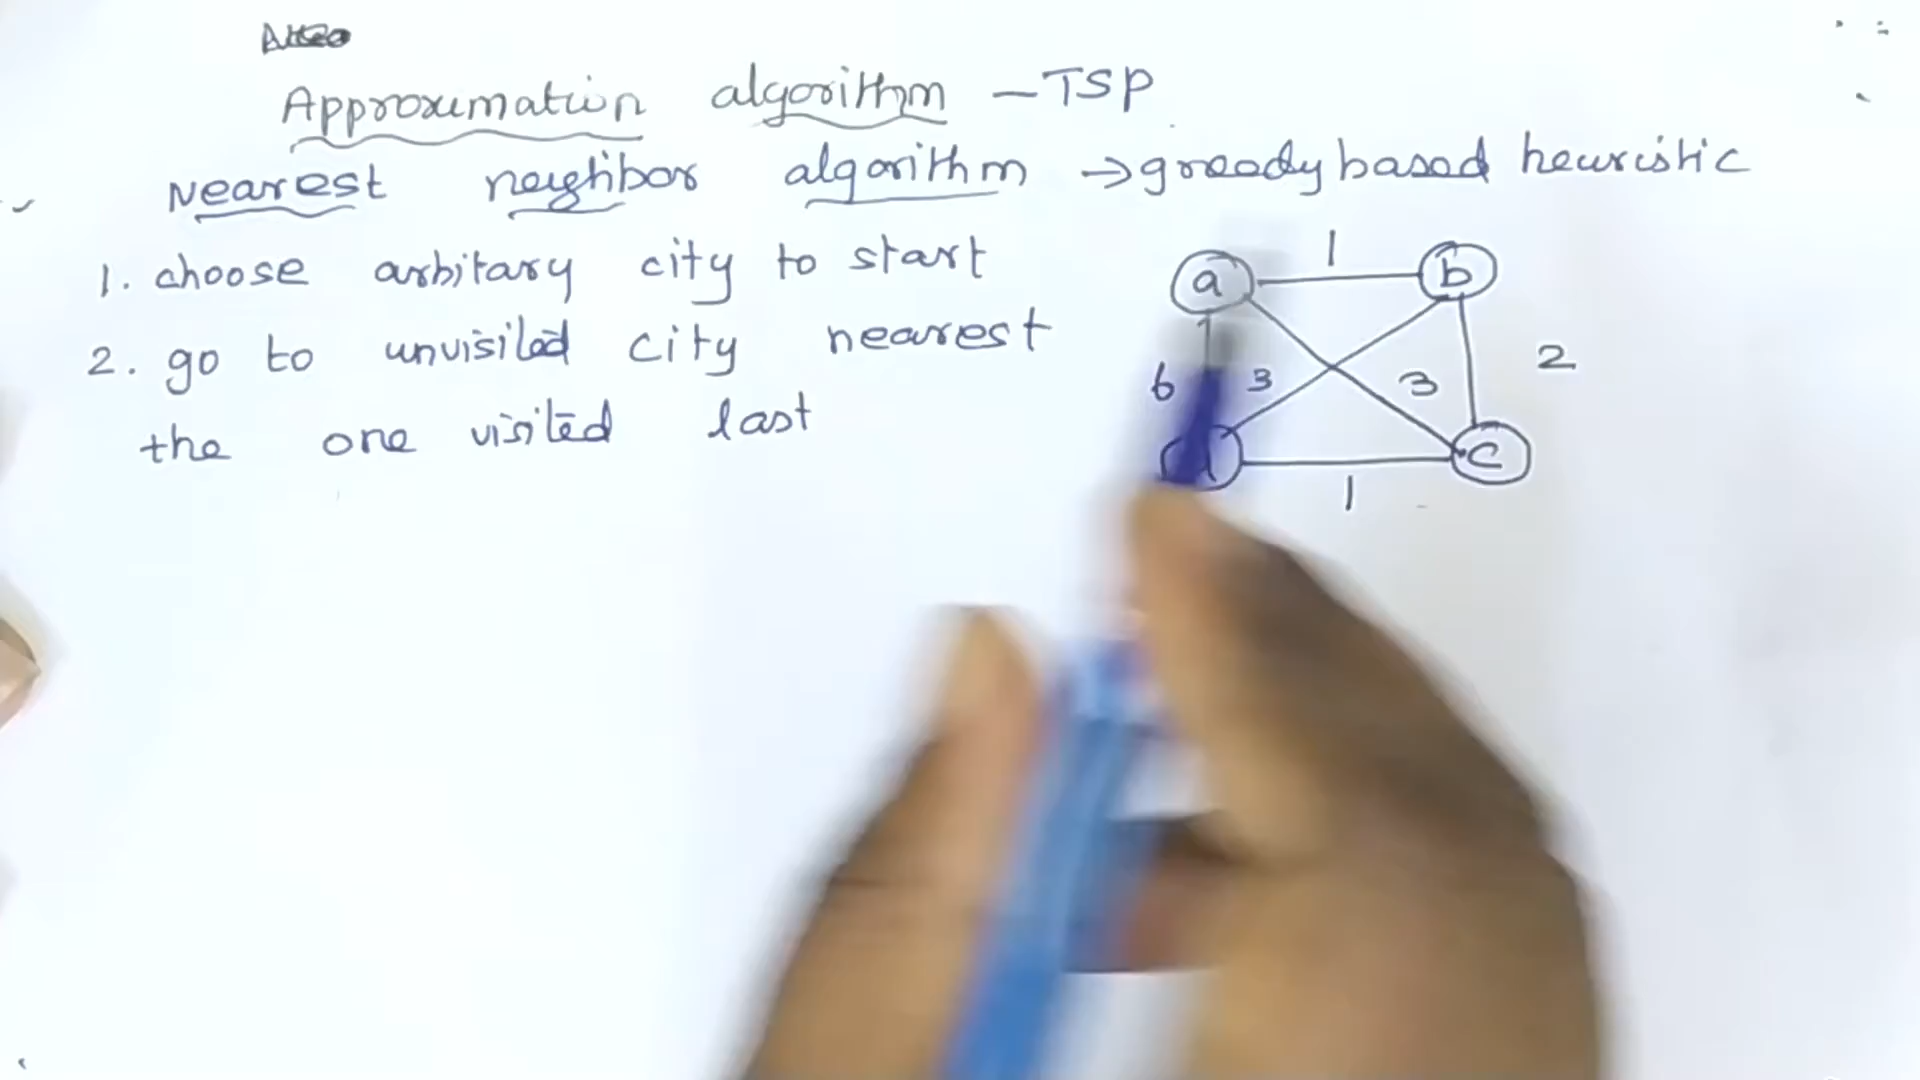 Approximation algorithm - TSP
Nearest neighbor algorithm → greedy based heuristic
1. choose arbitary city to start
2. go to unvisited city nearest
the one visited last
a 1 b
6 3 3 2
d 1 c